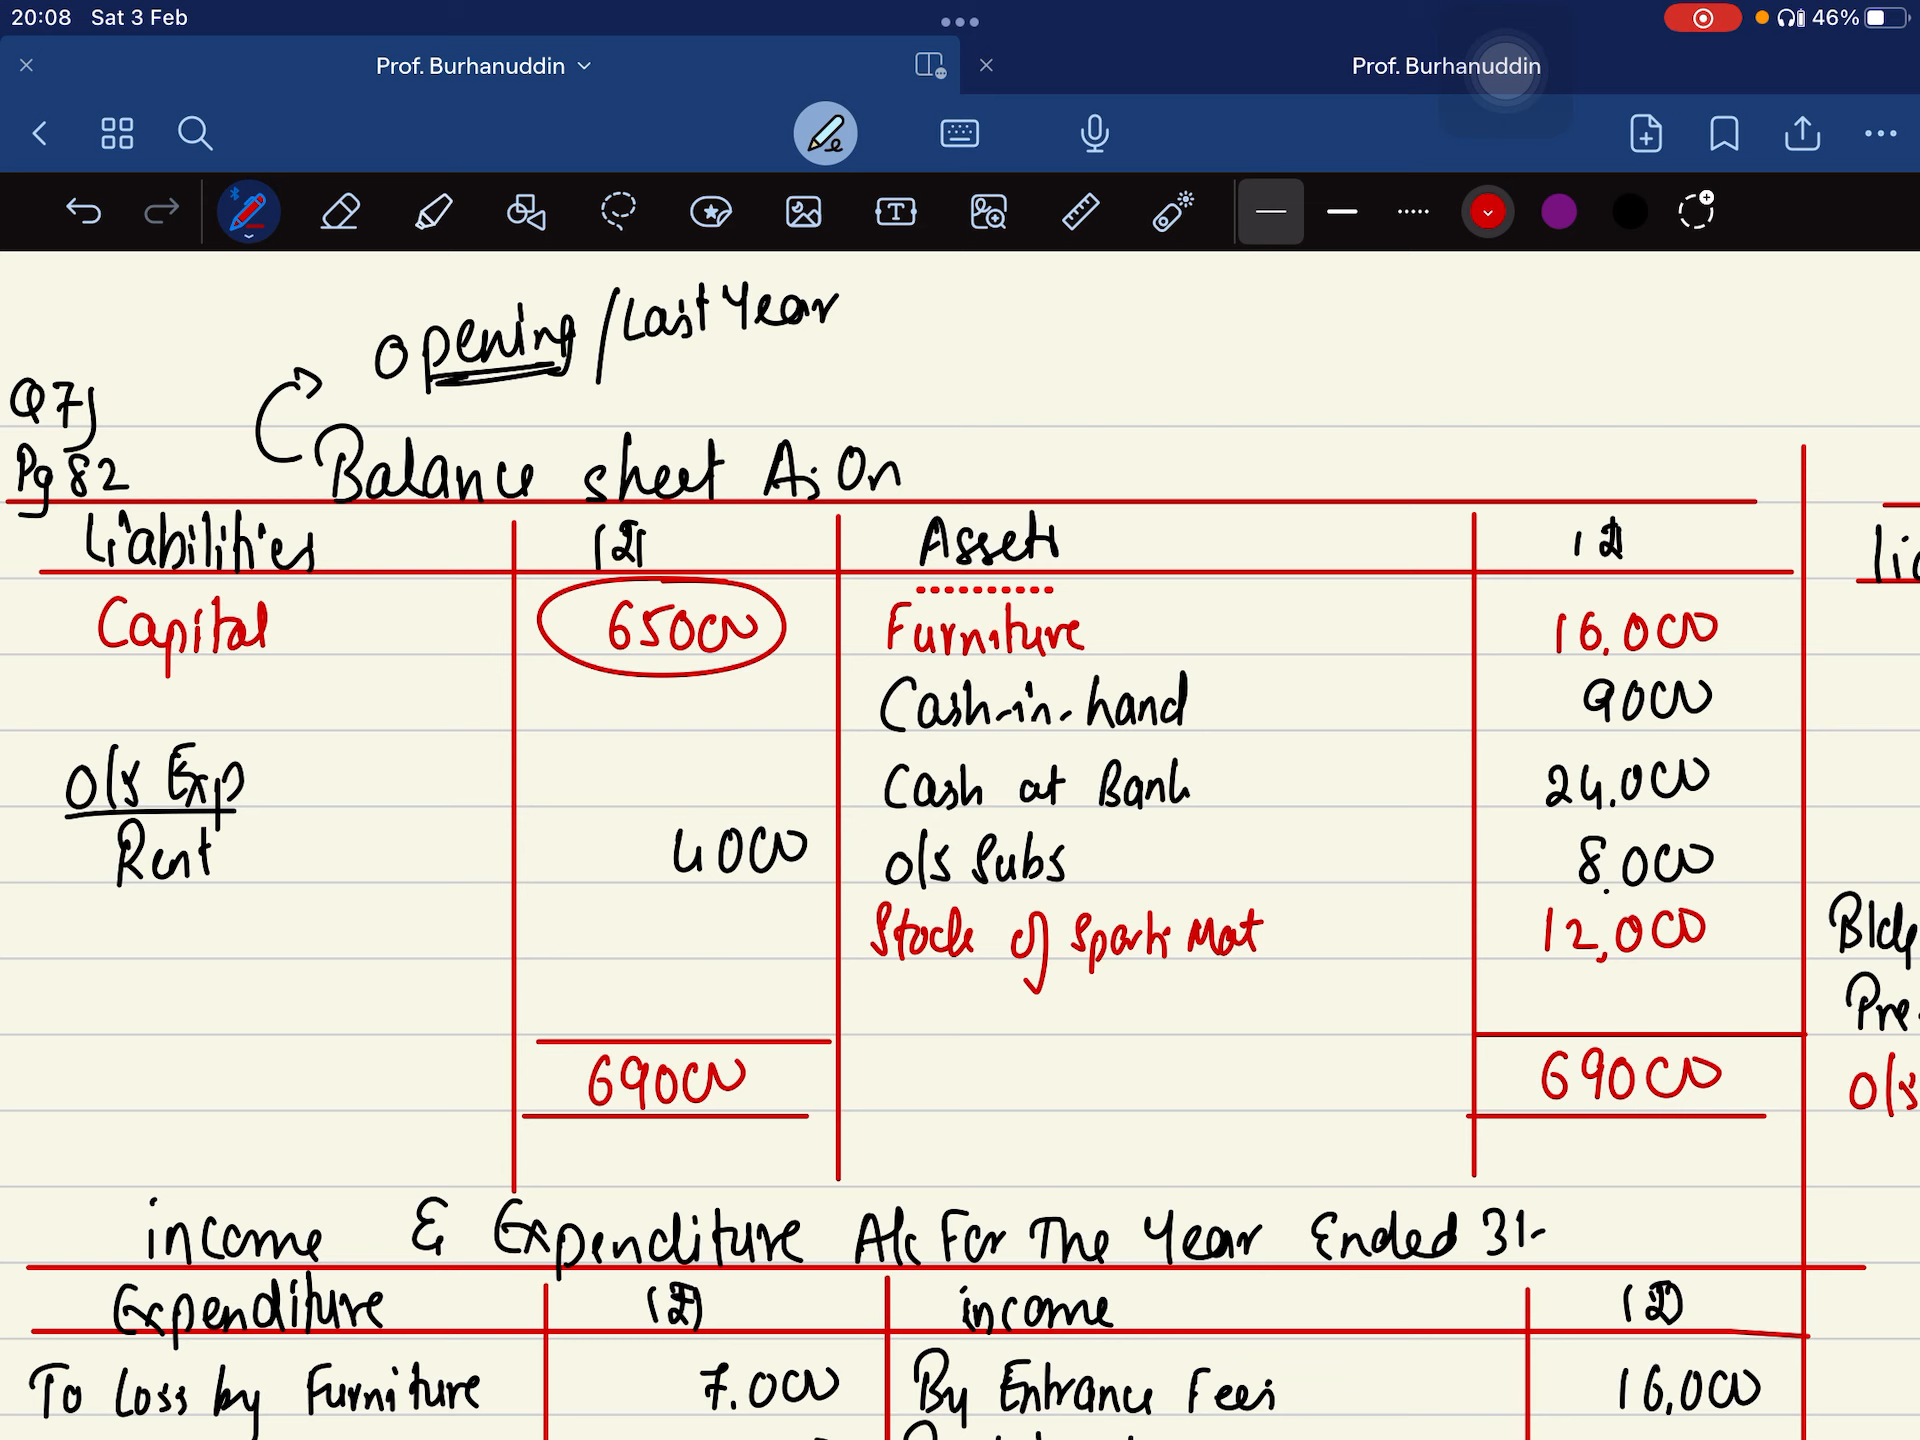 20:08 Sat 3 Feb
46%
Prof. Burhanuddin
Prof. Burhanuddin
opening / Last Year
Q7)
Pg 82
Balance sheet As On
Liabilities (₹) Assets (₹)
Capital 65000 Furniture 16,000
Cash-in-hand 9000
O/s Exp Cash at Bank 24,000
Rent 4000 O/s Subs 8,000
Stock of Sports Mat 12,000
69000 69000
income & Expenditure A/c For The Year Ended 31-
Expenditure (₹) income (₹)
To Loss by Furniture 7,000 By Entrance Fees 16,000
Pre-
O/s